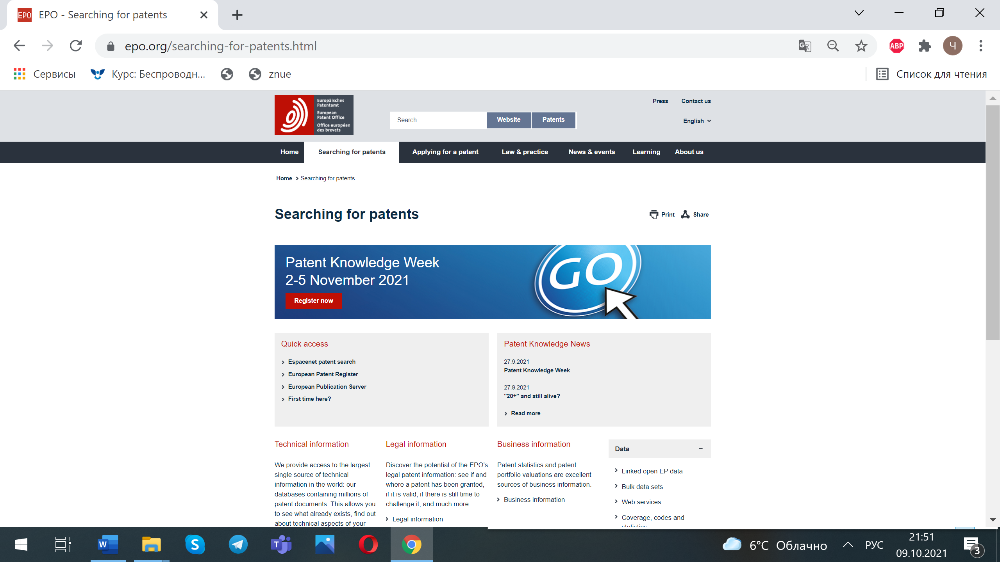 EPO
EPO - Searching for patents
epo.org/searching-for-patents.html
ABP
Ч
Сервисы
Курс: Беспроводн...
znue
Список для чтения
Europäisches
Patentamt
European
Patent Office
Office européen
des brevets
Search
Website
Patents
Press
Contact us
English
Home
Searching for patents
Applying for a patent
Law & practice
News & events
Learning
About us
Home
Searching for patents
Searching for patents
Print
Share
Patent Knowledge Week
2-5 November 2021
Register now
GO
Quick access
Espacenet patent search
European Patent Register
European Publication Server
First time here?
Patent Knowledge News
27.9.2021
Patent Knowledge Week
27.9.2021
"20+" and still alive?
Read more
Technical information
We provide access to the largest
single source of technical
information in the world: our
databases containing millions of
patent documents. This allows you
to see what already exists, find out
about technical aspects of your
Legal information
Discover the potential of the EPO’s
legal patent information: see if and
where a patent has been granted,
if it is valid, if there is still time to
challenge it, and much more.
Legal information
Business information
Patent statistics and patent
portfolio valuations are excellent
sources of business information.
Business information
Data
Linked open EP data
Bulk data sets
Web services
Coverage, codes and
statistics
W
S
T
6°C Облачно
РУС
21:51
09.10.2021
3